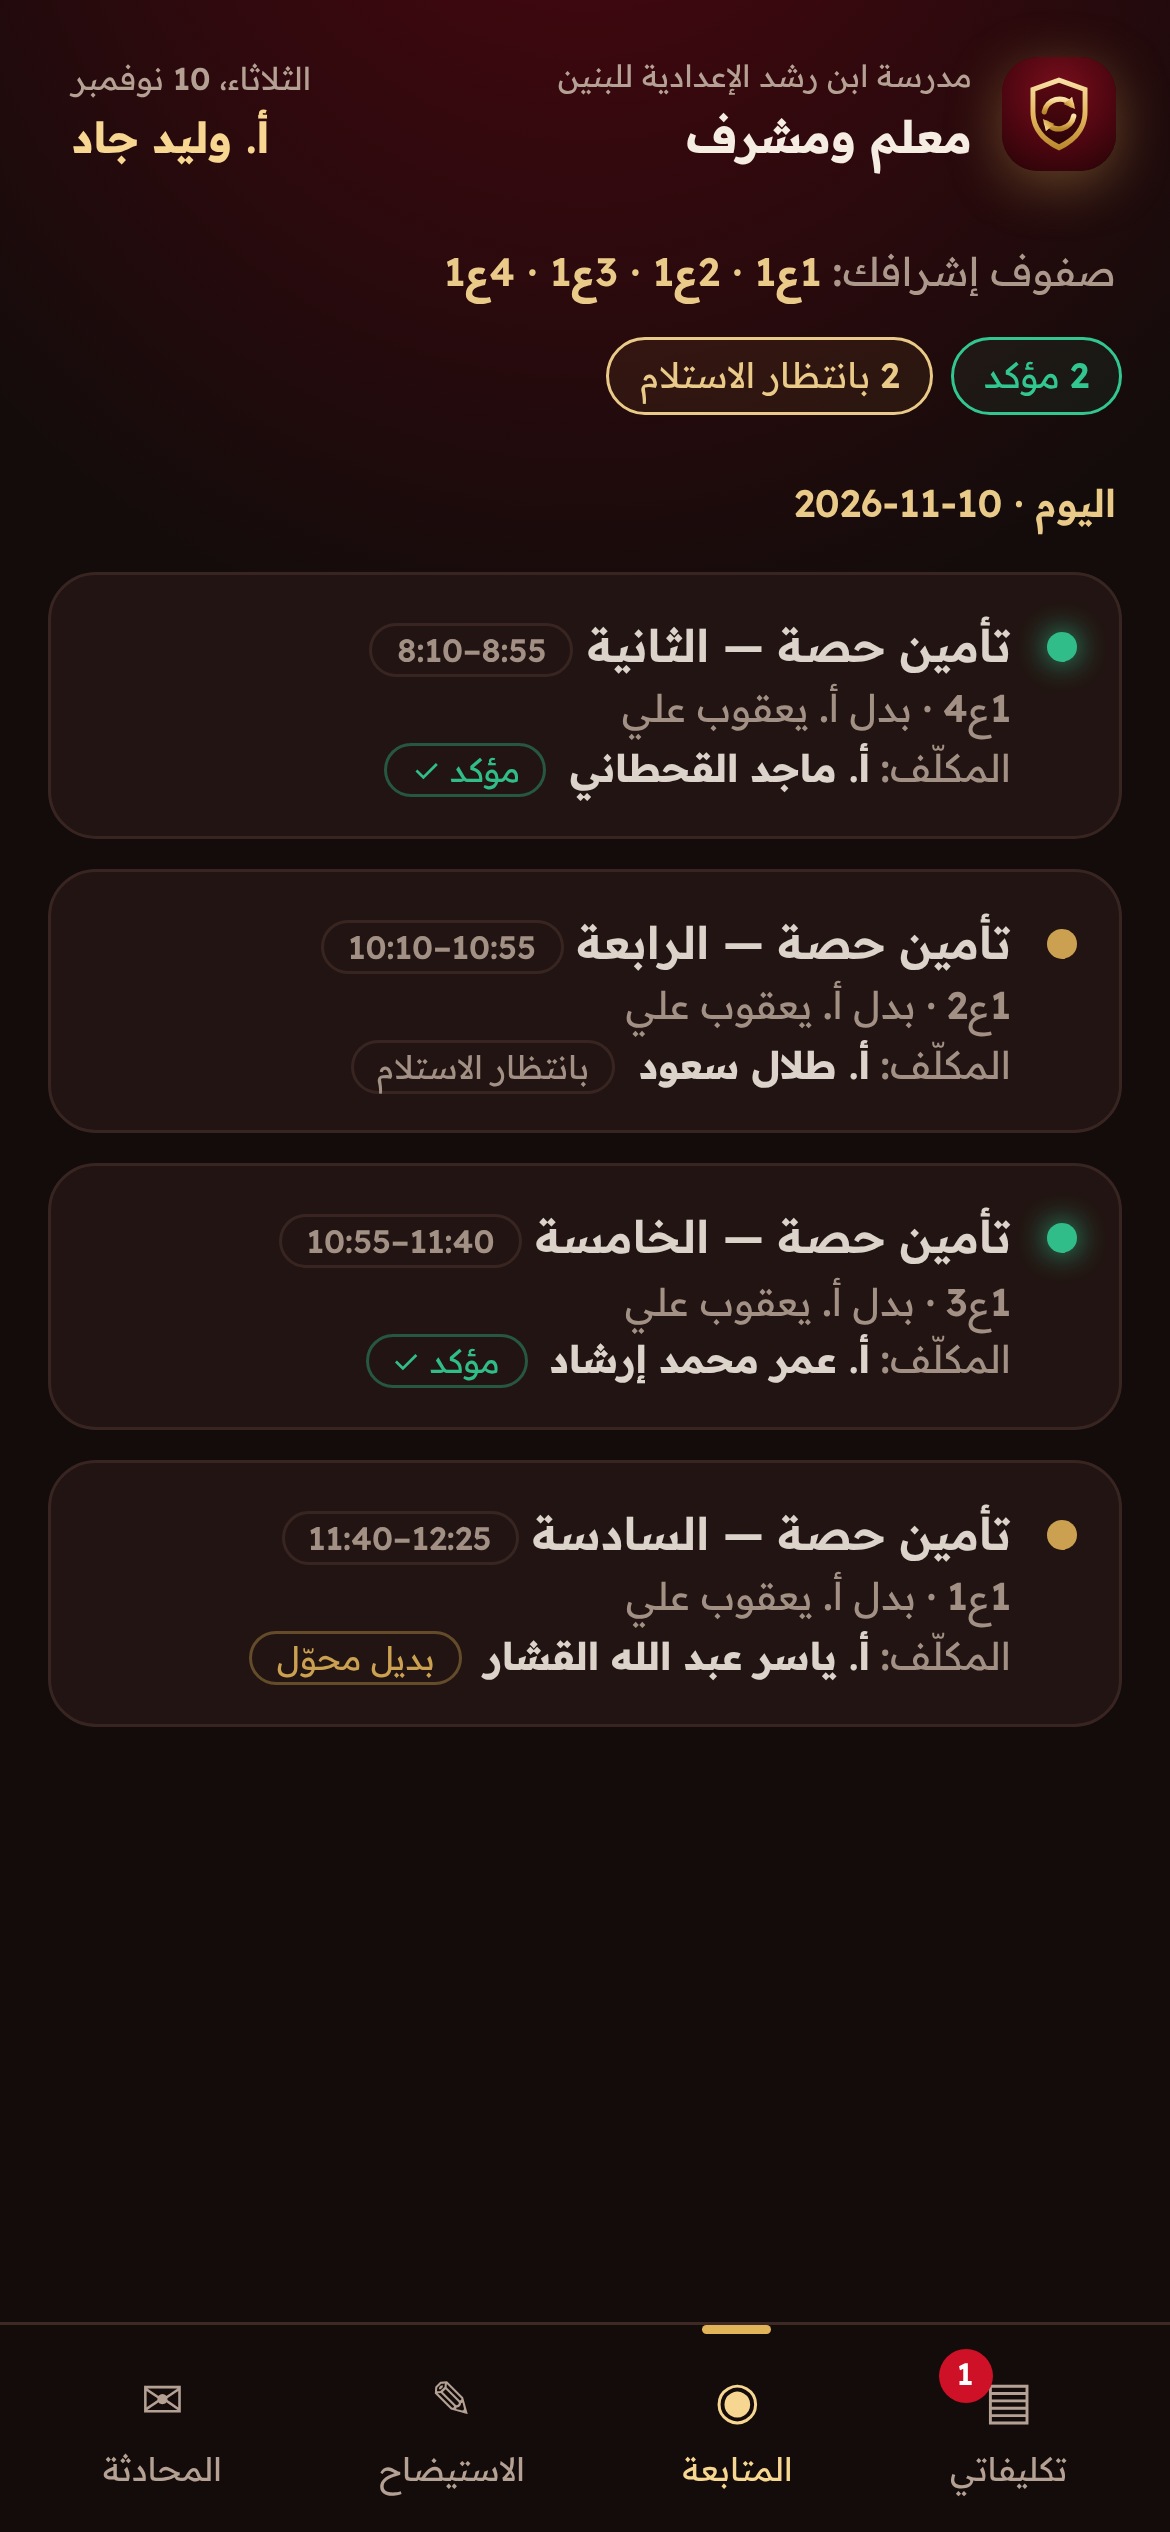 مدرسة ابن رشد الإعدادية للبنين
معلم ومشرف
الثلاثاء، 10 نوفمبر
أ. وليد جاد
صفوف إشرافك: 1ع1 · 2ع1 · 3ع1 · 4ع1
2 مؤكد
2 بانتظار الاستلام
اليوم · 2026-11-10
تأمين حصة — الثانية 8:10–8:55
1ع4 · بدل أ. يعقوب علي
المكلّف: أ. ماجد القحطاني مؤكد ✓
تأمين حصة — الرابعة 10:10–10:55
1ع2 · بدل أ. يعقوب علي
المكلّف: أ. طلال سعود بانتظار الاستلام
تأمين حصة — الخامسة 10:55–11:40
1ع3 · بدل أ. يعقوب علي
المكلّف: أ. عمر محمد إرشاد مؤكد ✓
تأمين حصة — السادسة 11:40–12:25
1ع1 · بدل أ. يعقوب علي
المكلّف: أ. ياسر عبد الله القشار بديل محوّل
1
تكليفاتي
المتابعة
الاستيضاح
المحادثة